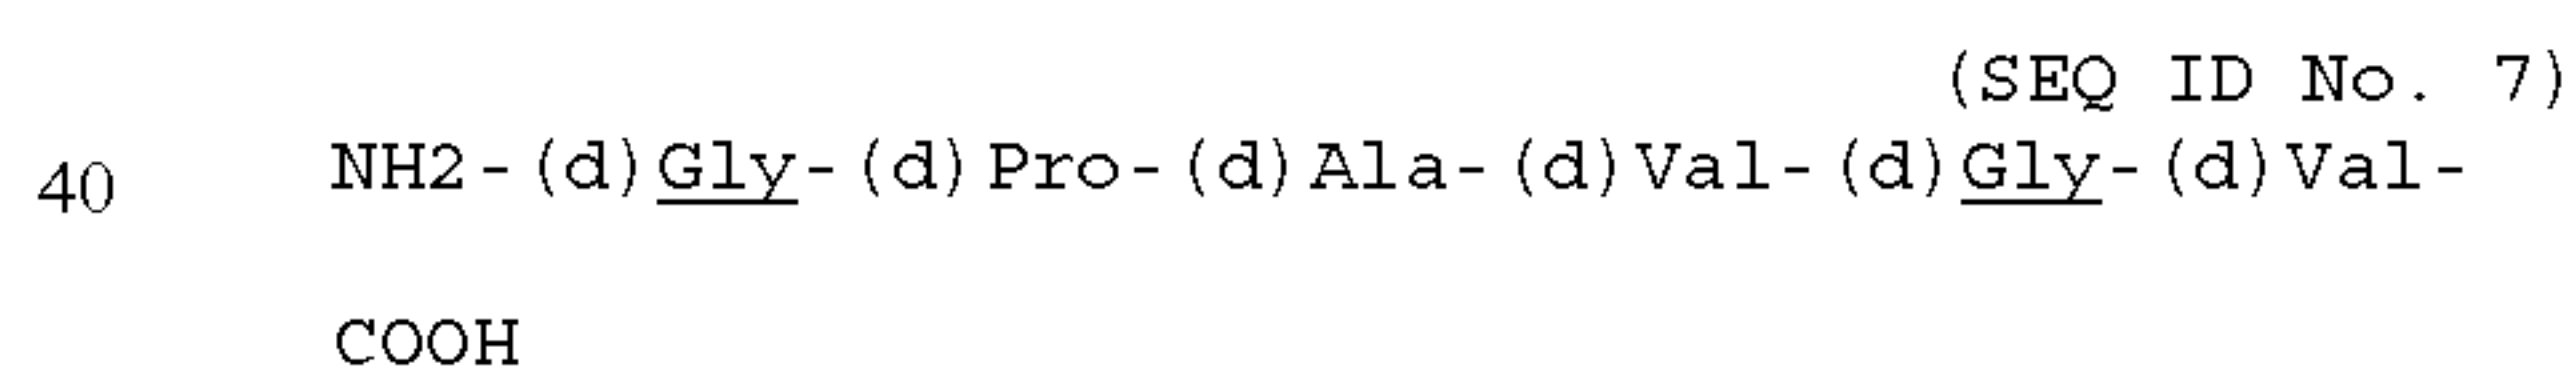 (SEQ ID No. 7)
40 NH2-(d)Gly-(d)Pro-(d)Ala-(d)Val-(d)Gly-(d)Val-
COOH